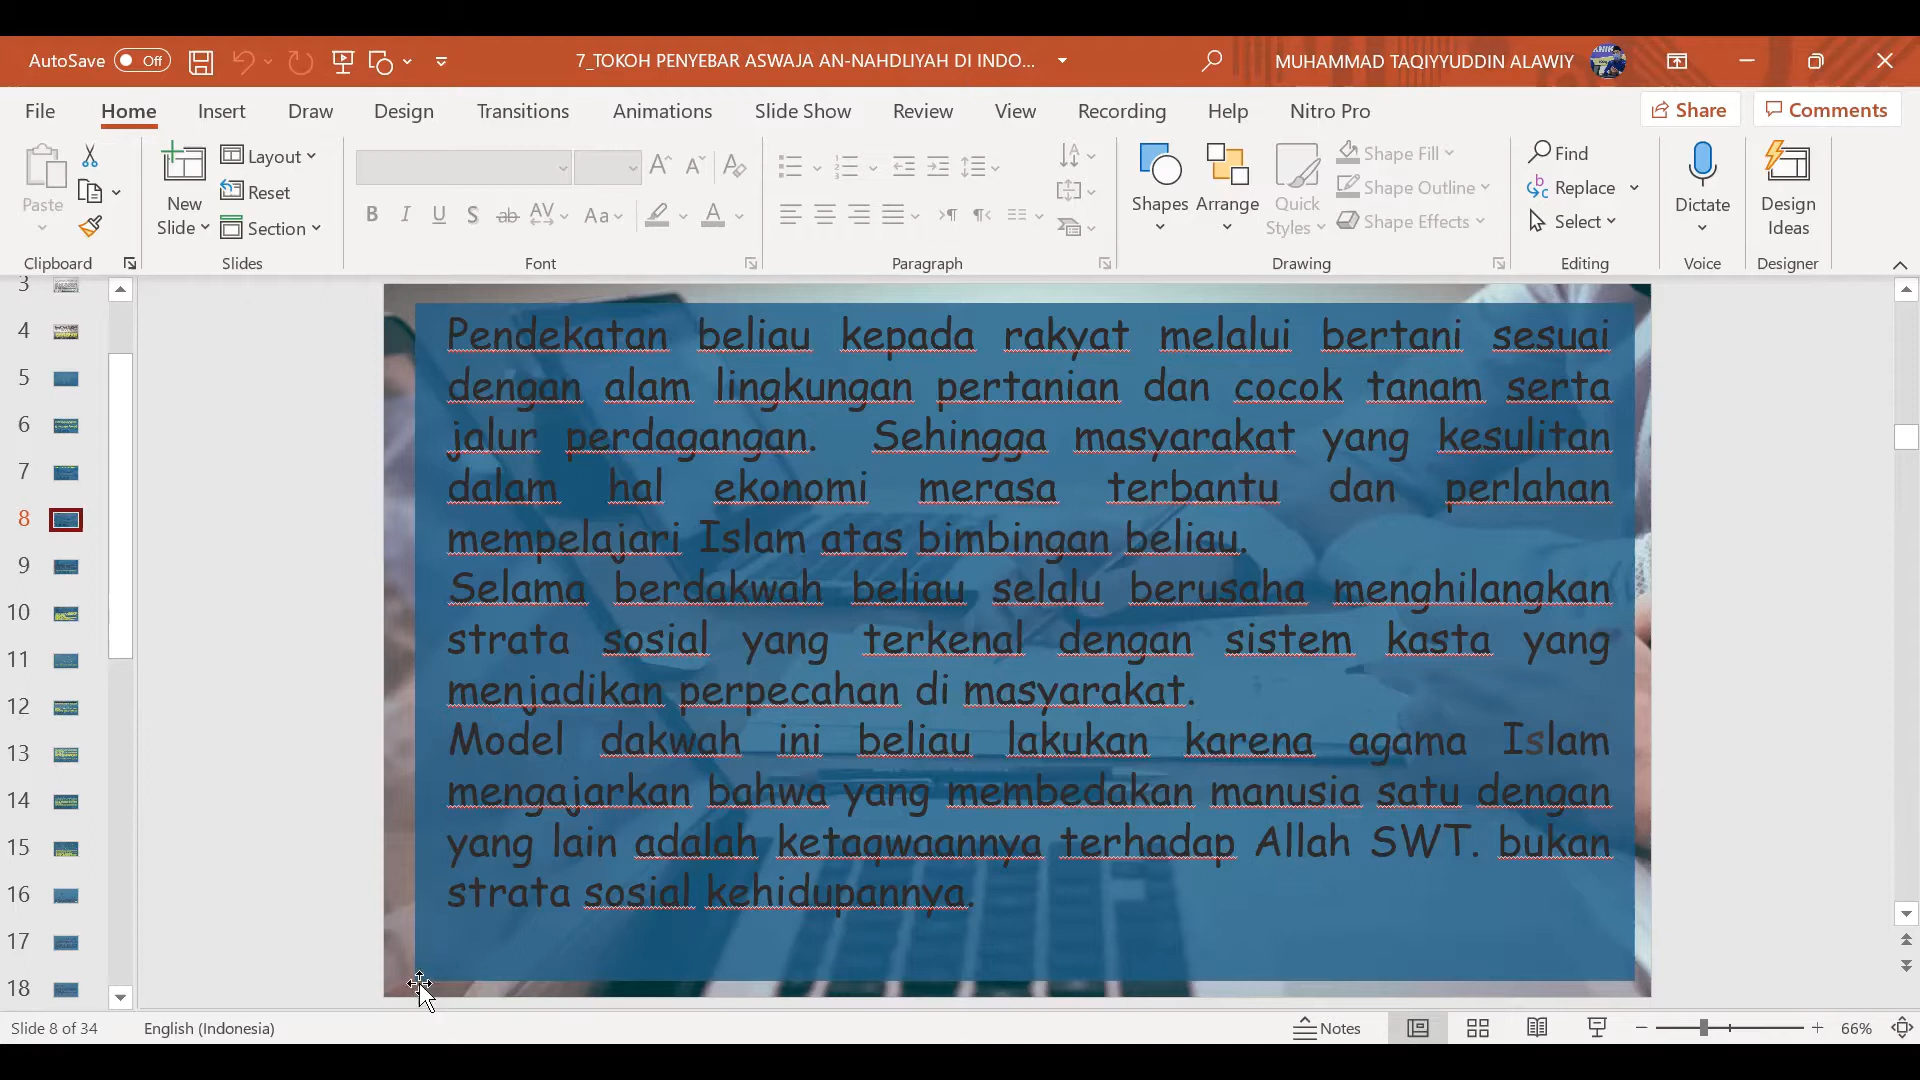 AutoSave Off 7_TOKOH PENYEBAR ASWAJA AN-NAHDLIYAH DI INDO... MUHAMMAD TAQIYYUDDIN ALAWIY
File Home Insert Draw Design Transitions Animations Slide Show Review View Recording Help Nitro Pro Share Comments
Paste
New Slide
Layout
Reset
Section
Shapes
Arrange
Quick Styles
Shape Fill
Shape Outline
Shape Effects
Find
Replace
Select
Dictate
Design Ideas
Clipboard Slides Font Paragraph Drawing Editing Voice Designer
3
4
5
6
7
8
9
10
11
12
13
14
15
16
17
18
Pendekatan beliau kepada rakyat melalui bertani sesuai
dengan alam lingkungan pertanian dan cocok tanam serta
jalur perdagangan. Sehingga masyarakat yang kesulitan
dalam hal ekonomi merasa terbantu dan perlahan
mempelajari Islam atas bimbingan beliau.
Selama berdakwah beliau selalu berusaha menghilangkan
strata sosial yang terkenal dengan sistem kasta yang
menjadikan perpecahan di masyarakat.
Model dakwah ini beliau lakukan karena agama Islam
mengajarkan bahwa yang membedakan manusia satu dengan
yang lain adalah ketaqwaannya terhadap Allah SWT. bukan
strata sosial kehidupannya.
Slide 8 of 34 English (Indonesia) Notes 66%